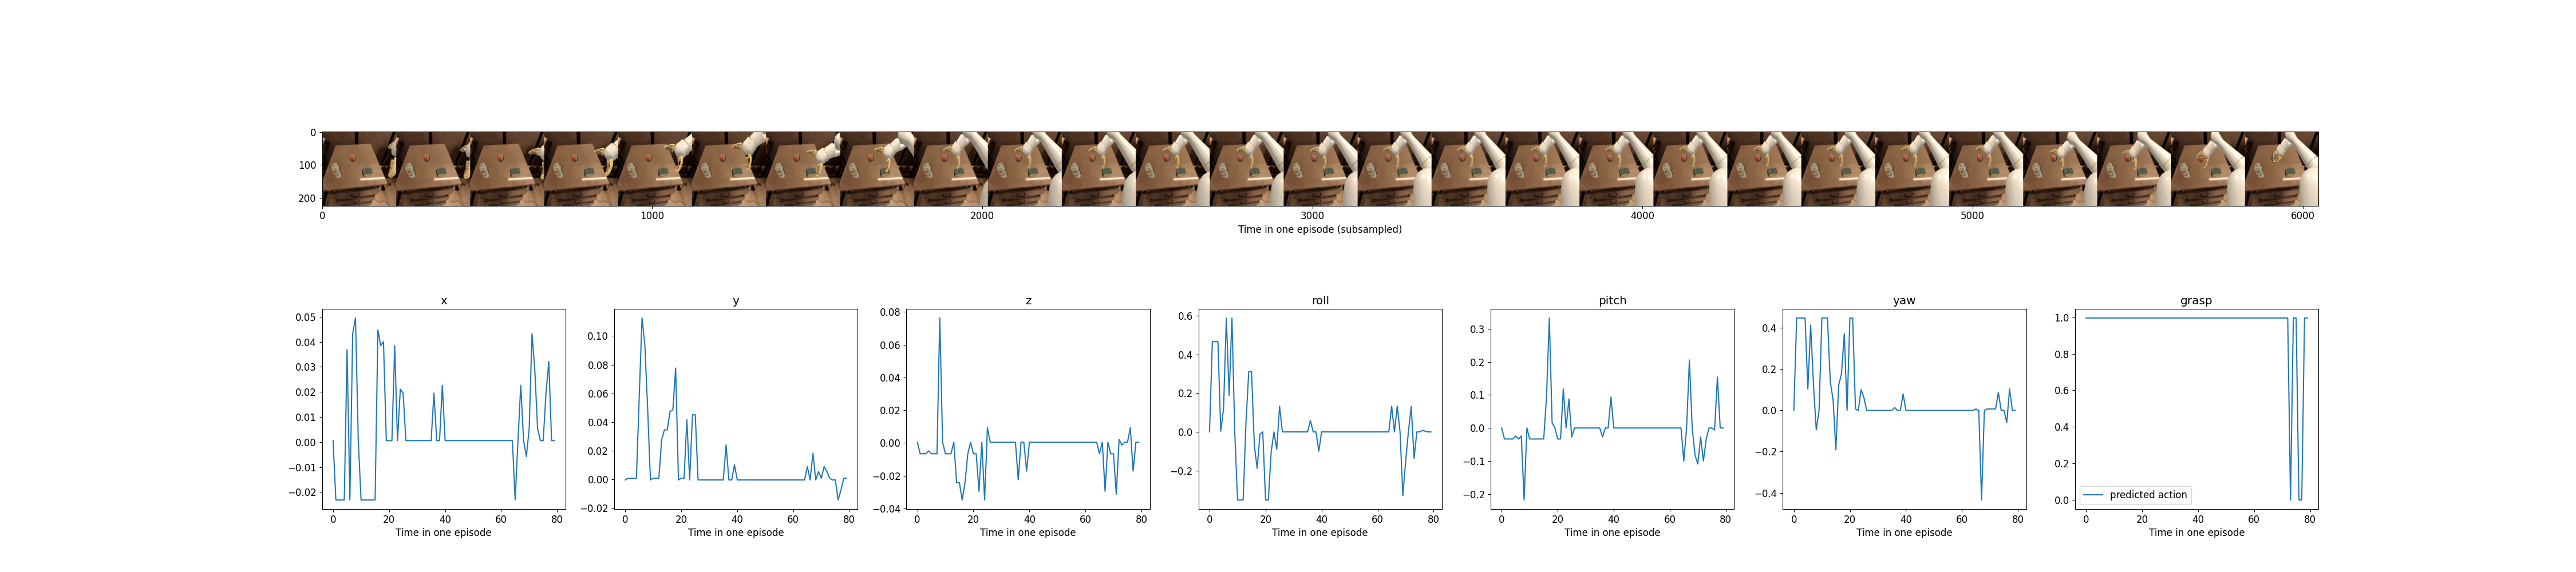 0
100
200
0 1000 2000 3000 4000 5000 6000
Time in one episode (subsampled)
x
0.05
0.04
0.03
0.02
0.01
0.00
−0.01
−0.02
0 20 40 60 80
Time in one episode
y
0.10
0.08
0.06
0.04
0.02
0.00
−0.02
0 20 40 60 80
Time in one episode
z
0.08
0.06
0.04
0.02
0.00
−0.02
−0.04
0 20 40 60 80
Time in one episode
roll
0.6
0.4
0.2
0.0
−0.2
0 20 40 60 80
Time in one episode
pitch
0.3
0.2
0.1
0.0
−0.1
−0.2
0 20 40 60 80
Time in one episode
yaw
0.4
0.2
0.0
−0.2
−0.4
0 20 40 60 80
Time in one episode
grasp
1.0
0.8
0.6
0.4
0.2
0.0
predicted action
0 20 40 60 80
Time in one episode